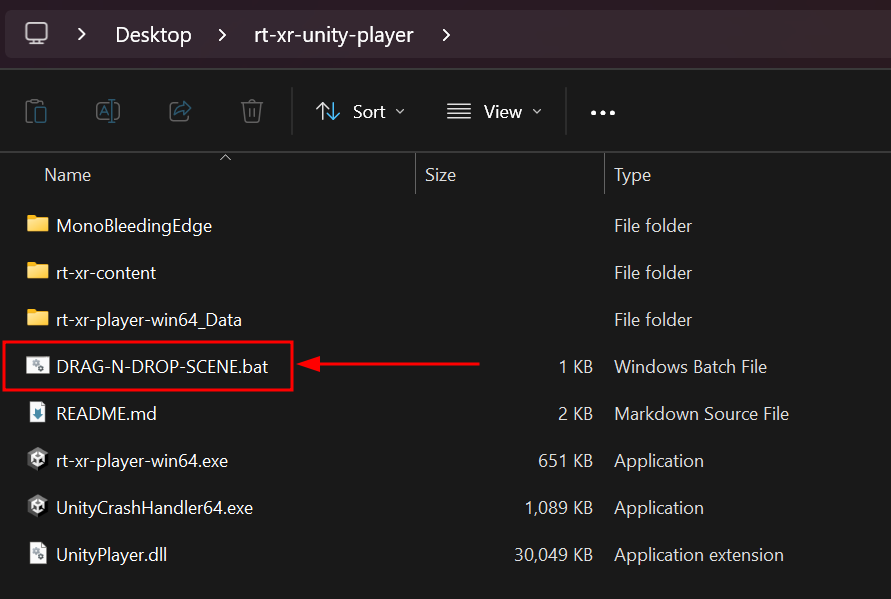 Desktop > rt-xr-unity-player >
Sort View
Name Size Type
MonoBleedingEdge File folder
rt-xr-content File folder
rt-xr-player-win64_Data File folder
DRAG-N-DROP-SCENE.bat 1 KB Windows Batch File
README.md 2 KB Markdown Source File
rt-xr-player-win64.exe 651 KB Application
UnityCrashHandler64.exe 1,089 KB Application
UnityPlayer.dll 30,049 KB Application extension